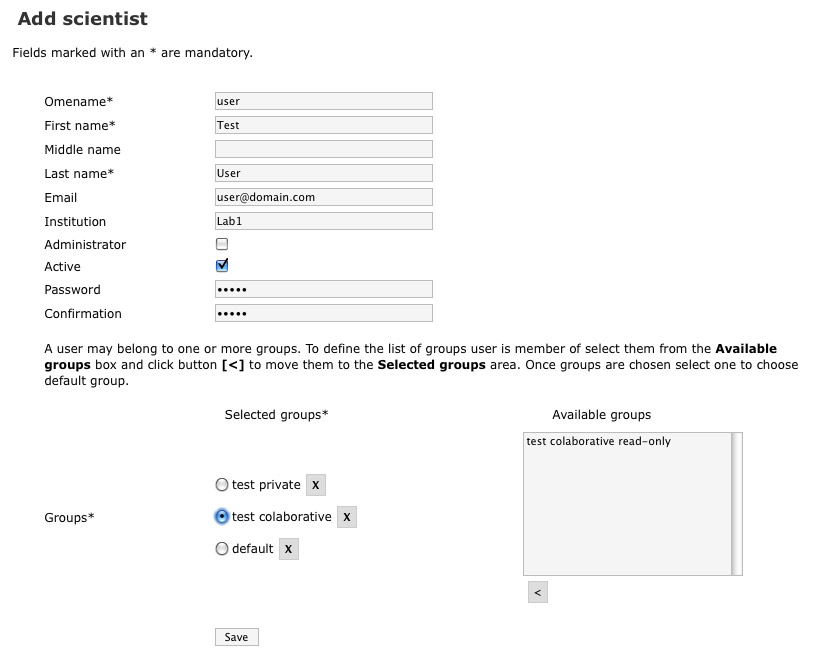 Add scientist
Fields marked with an * are mandatory.
Omename* user
First name* Test
Middle name
Last name* User
Email user@domain.com
Institution Lab1
Administrator
Active
Password •••••
Confirmation •••••
A user may belong to one or more groups. To define the list of groups user is member of select them from the Available
groups box and click button [<] to move them to the Selected groups area. Once groups are chosen select one to choose
default group.
Selected groups* Available groups
test colaborative read-only
test private X
Groups* test colaborative X
default X
<
Save